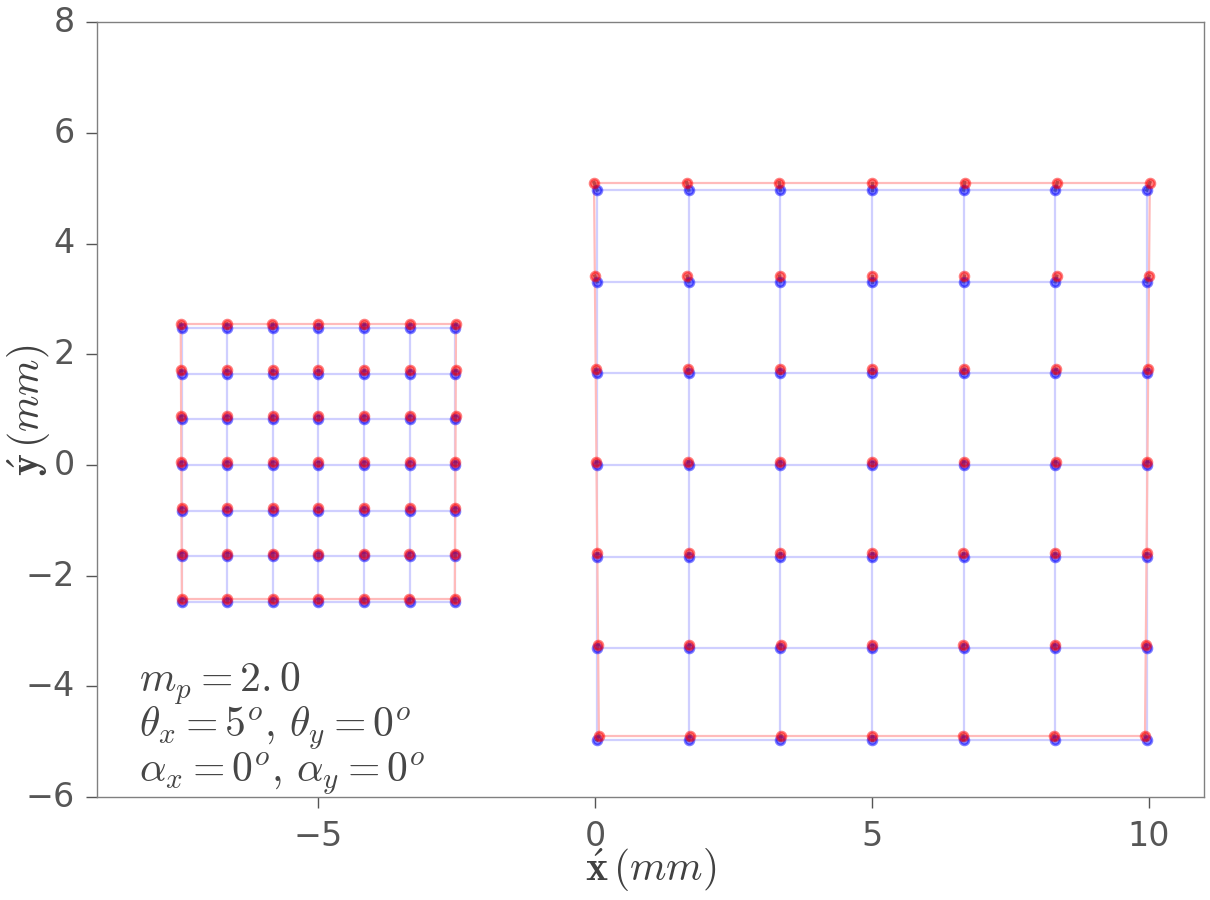 8
6
4
2
0
−2
−4
−6
ý (mm)
m_p = 2.0
θ_x = 5^o, θ_y = 0^o
α_x = 0^o, α_y = 0^o
−5 0 5 10
x́ (mm)